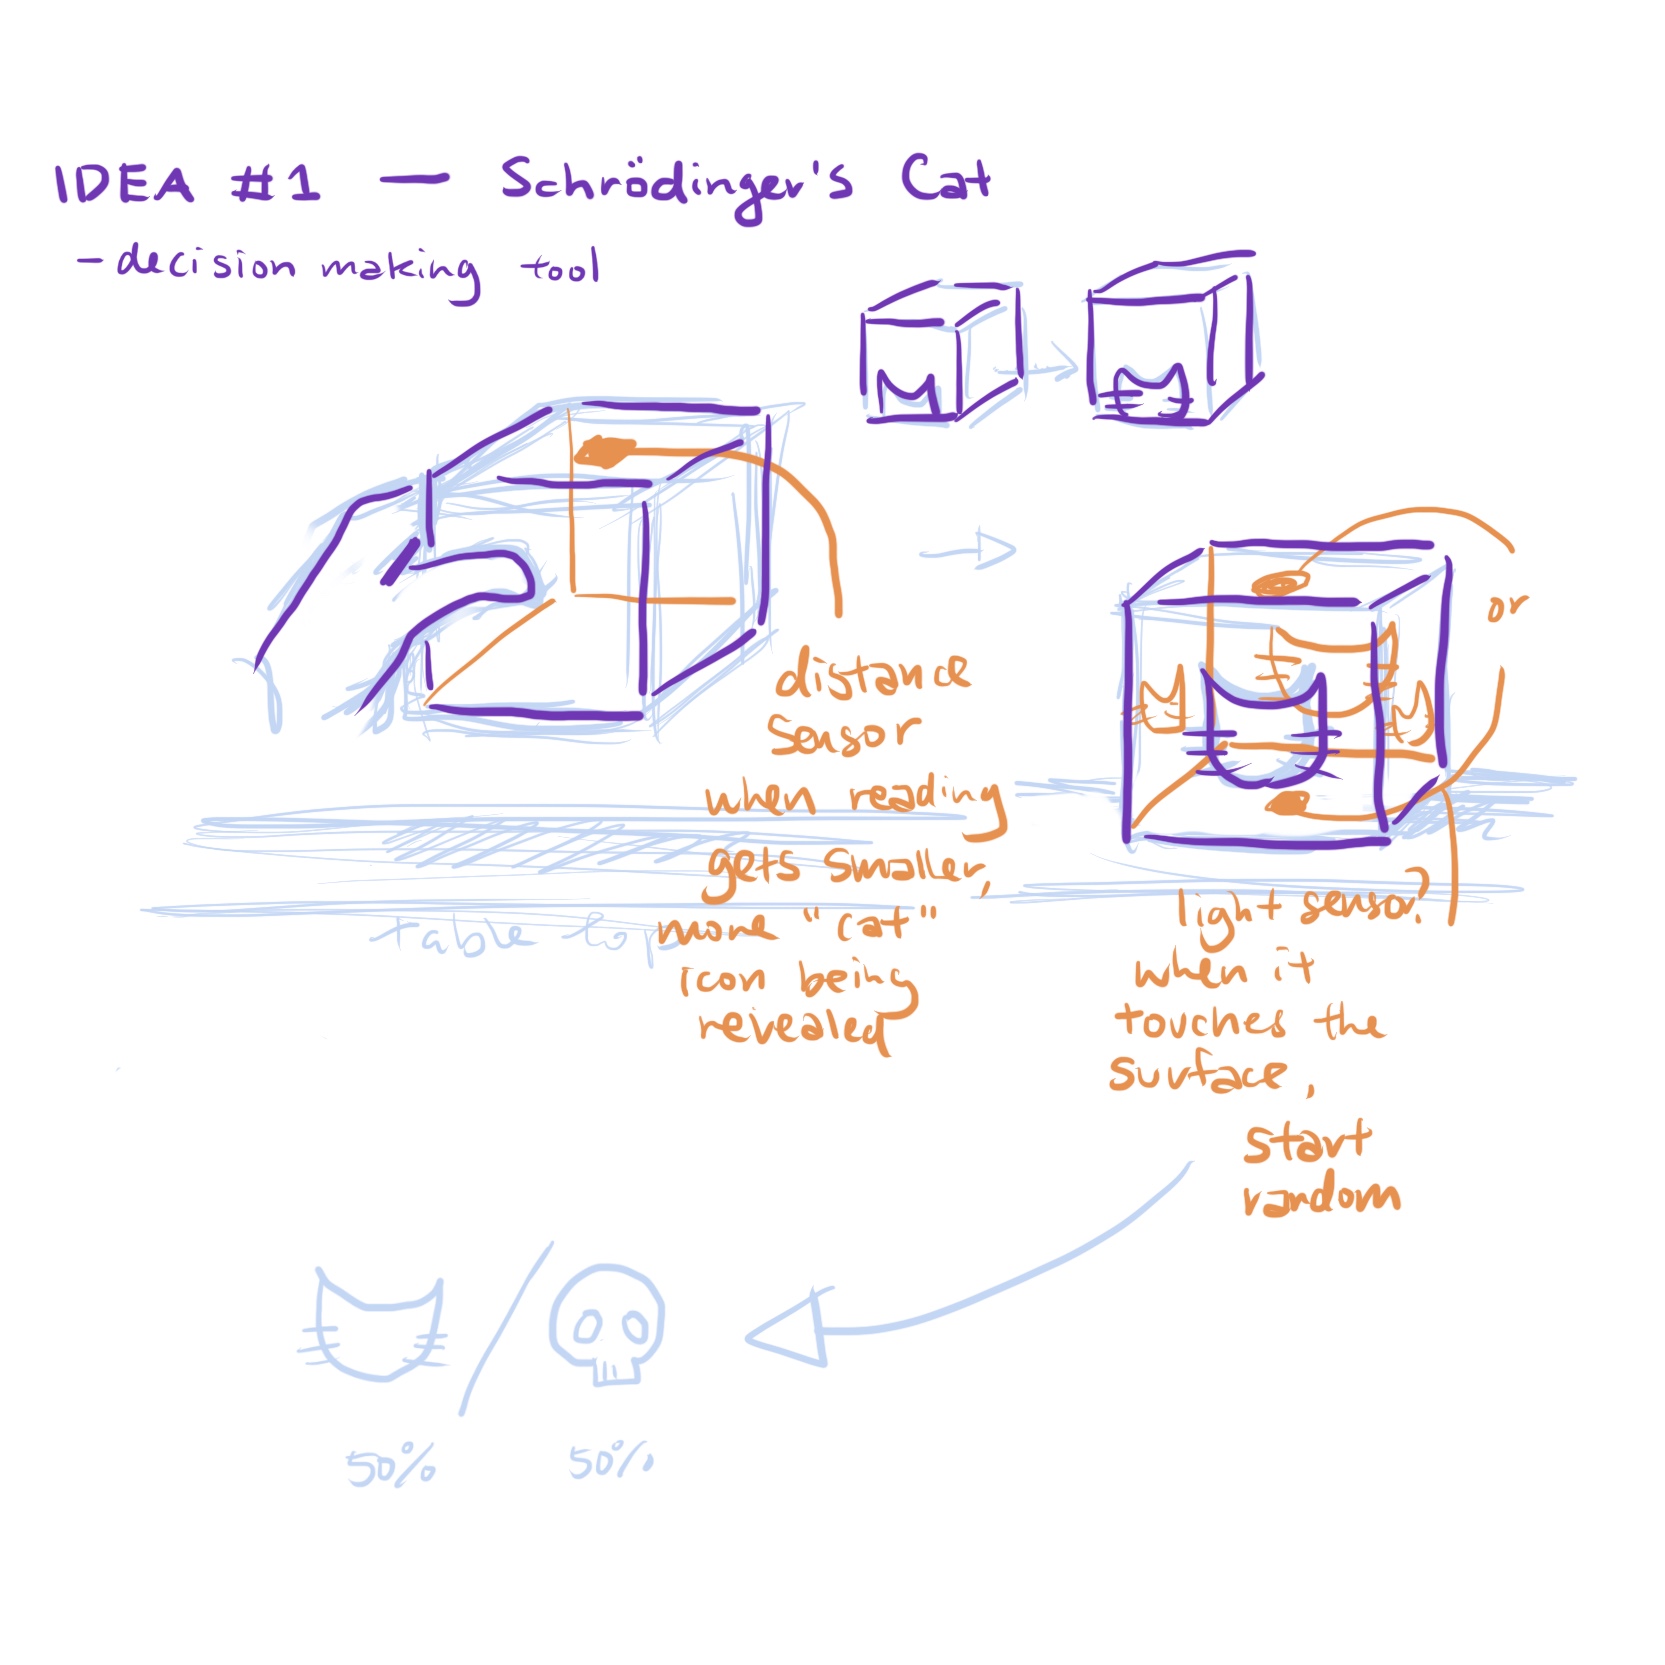 IDEA #1 — Schrödinger's Cat
- decision making tool
distance
sensor
when reading
gets smaller,
more "cat"
icon being
revealed
table top
or
light sensor?
when it
touches the
surface,
start
random
50%
50%